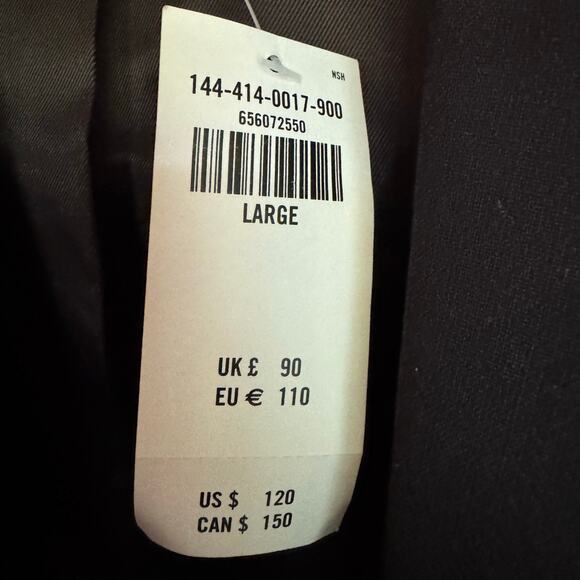 NSH
144-414-0017-900
656072550
LARGE
UK £ 90
EU € 110
US $ 120
CAN $ 150